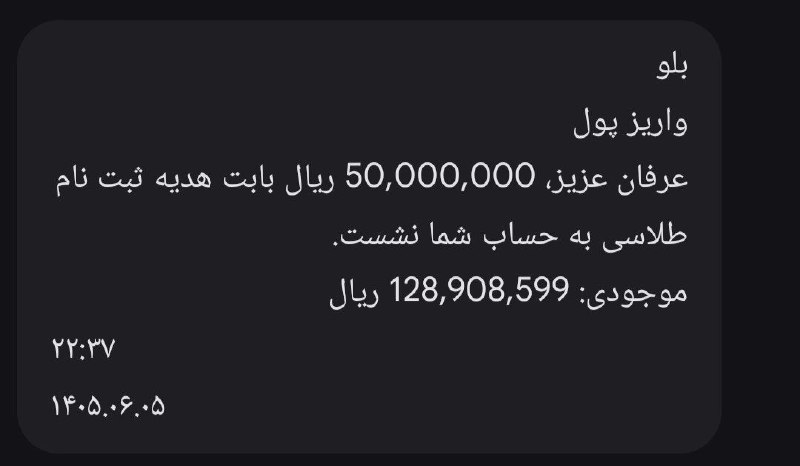 بلو
واریز پول
عرفان عزیز، 50,000,000 ریال بابت هدیه ثبت نام
طلاسی به حساب شما نشست.
موجودی: 128,908,599 ریال
۲۲:۳۷
۱۴۰۵.۰۶.۰۵